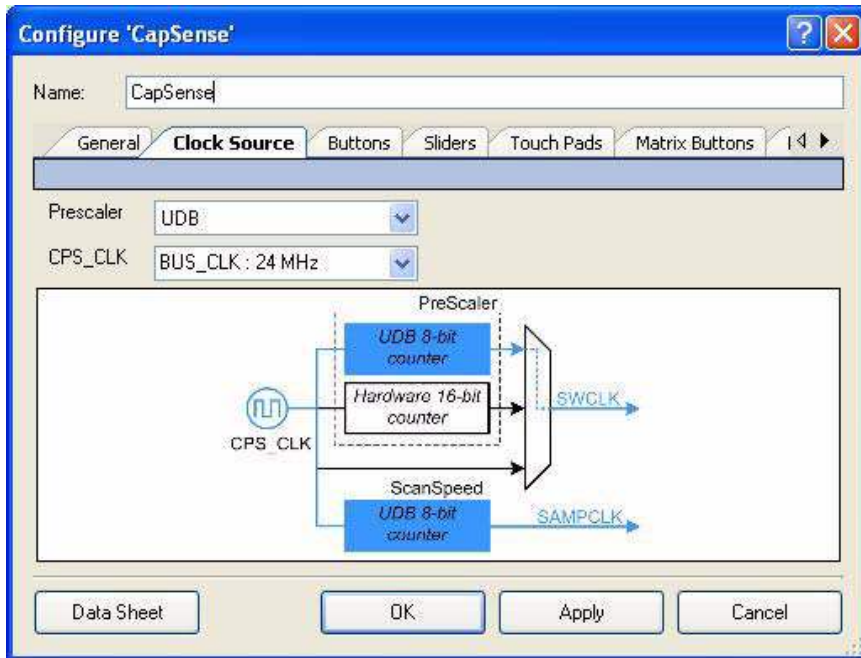 Configure 'CapSense'
Name: CapSense
General Clock Source Buttons Sliders Touch Pads Matrix Buttons
Prescaler UDB
CPS_CLK BUS_CLK : 24 MHz
PreScaler
UDB 8-bit
counter
Hardware 16-bit
counter
SWCLK
CPS_CLK
ScanSpeed
UDB 8-bit
counter
SAMPCLK
Data Sheet OK Apply Cancel